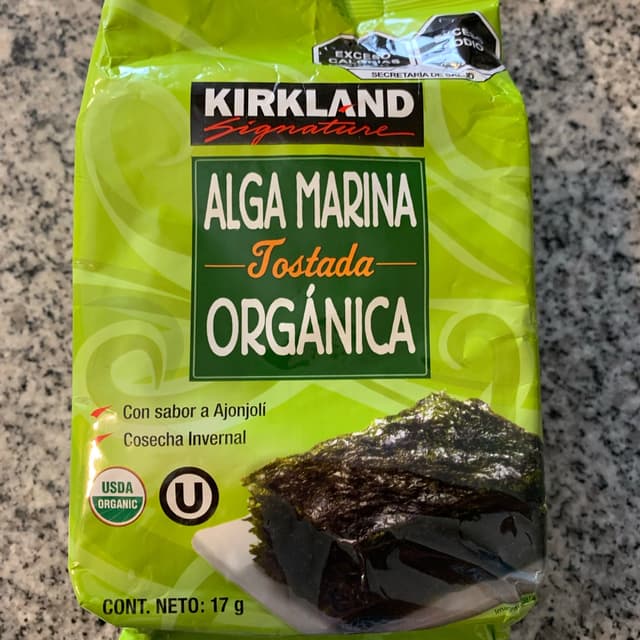 EXCESO
CALORÍAS
SODIO
SECRETARÍA DE SALUD
KIRKLAND
Signature
ALGA MARINA
Tostada
ORGÁNICA
Con sabor a Ajonjolí
Cosecha Invernal
USDA
ORGANIC
U
CONT. NETO: 17 g